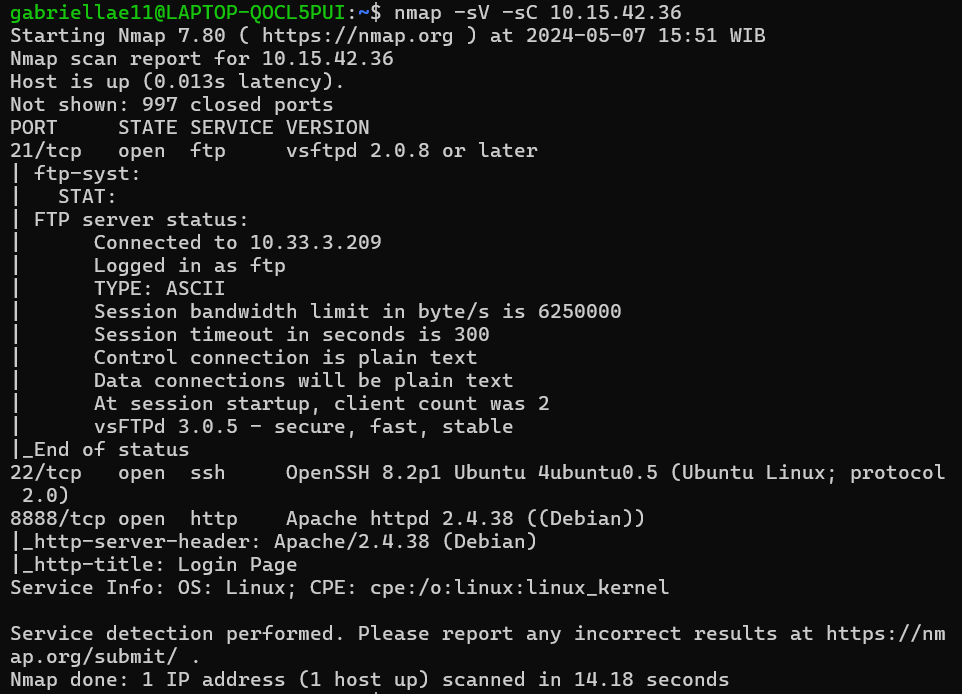 gabriellae11@LAPTOP-QOCL5PUI:~$ nmap -sV -sC 10.15.42.36
Starting Nmap 7.80 ( https://nmap.org ) at 2024-05-07 15:51 WIB
Nmap scan report for 10.15.42.36
Host is up (0.013s latency).
Not shown: 997 closed ports
PORT     STATE SERVICE VERSION
21/tcp   open  ftp     vsftpd 2.0.8 or later
| ftp-syst:
|   STAT:
| FTP server status:
|      Connected to 10.33.3.209
|      Logged in as ftp
|      TYPE: ASCII
|      Session bandwidth limit in byte/s is 6250000
|      Session timeout in seconds is 300
|      Control connection is plain text
|      Data connections will be plain text
|      At session startup, client count was 2
|      vsFTPd 3.0.5 - secure, fast, stable
|_End of status
22/tcp   open  ssh     OpenSSH 8.2p1 Ubuntu 4ubuntu0.5 (Ubuntu Linux; protocol
 2.0)
8888/tcp open  http    Apache httpd 2.4.38 ((Debian))
|_http-server-header: Apache/2.4.38 (Debian)
|_http-title: Login Page
Service Info: OS: Linux; CPE: cpe:/o:linux:linux_kernel

Service detection performed. Please report any incorrect results at https://nm
ap.org/submit/ .
Nmap done: 1 IP address (1 host up) scanned in 14.18 seconds